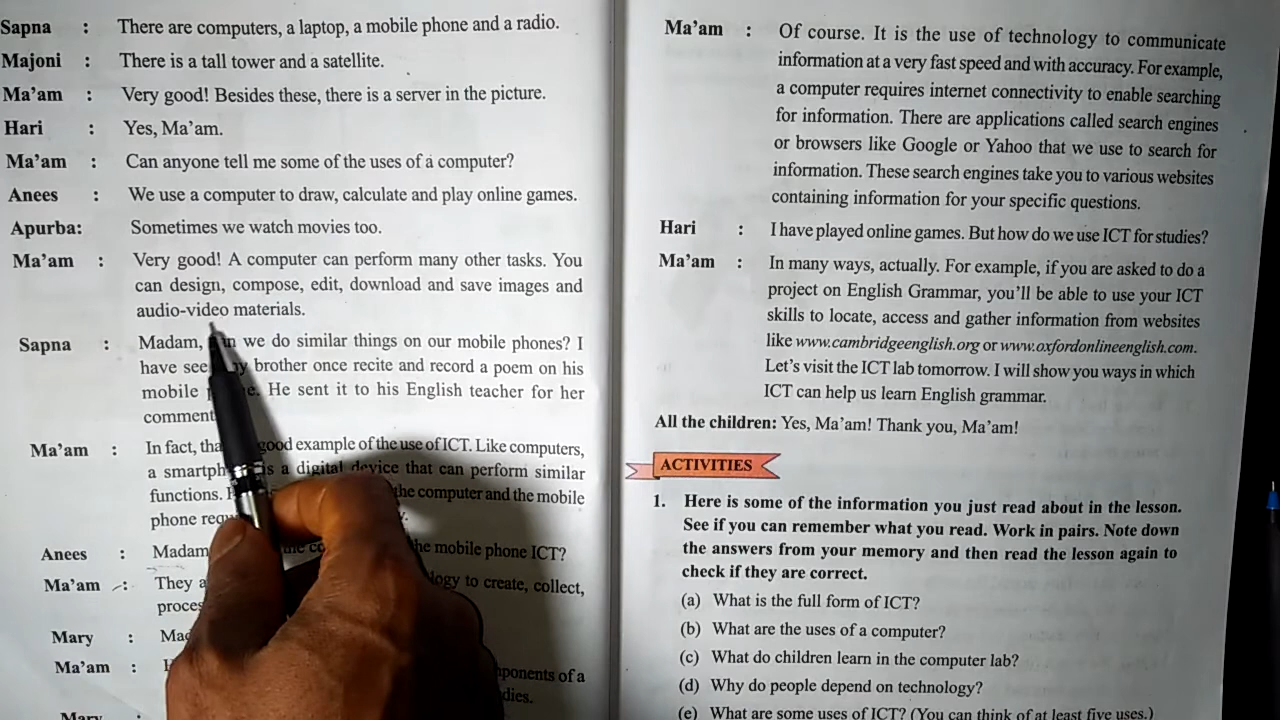 Sapna : There are computers, a laptop, a mobile phone and a radio.
Majoni : There is a tall tower and a satellite.
Ma'am : Very good! Besides these, there is a server in the picture.
Hari : Yes, Ma'am.
Ma'am : Can anyone tell me some of the uses of a computer?
Anees : We use a computer to draw, calculate and play online games.
Apurba: Sometimes we watch movies too.
Ma'am : Very good! A computer can perform many other tasks. You
can design, compose, edit, download and save images and
audio-video materials.
Sapna : Madam, we do similar things on our mobile phones? I
have brother once recite and record a poem on his
mobile He sent it to his English teacher for her
Ma'am : In fact, good example of the use of ICT. Like computers,
a is a digital device that can perform similar
functions. the computer and the mobile
phone
Anees : Madam the mobile phone ICT?
Ma'am : They to create, collect,
Mary :
Ma'am : of a
Mary
Ma'am : Of course. It is the use of technology to communicate
information at a very fast speed and with accuracy. For example,
a computer requires internet connectivity to enable searching
for information. There are applications called search engines
or browsers like Google or Yahoo that we use to search for
information. These search engines take you to various websites
containing information for your specific questions.
Hari : I have played online games. But how do we use ICT for studies?
Ma'am : In many ways, actually. For example, if you are asked to do a
project on English Grammar, you'll be able to use your ICT
skills to locate, access and gather information from websites
like www.cambridgeenglish.org or www.oxfordonlineenglish.com.
Let's visit the ICT lab tomorrow. I will show you ways in which
ICT can help us learn English grammar.
All the children: Yes, Ma'am! Thank you, Ma'am!
ACTIVITIES
1. Here is some of the information you just read about in the lesson.
See if you can remember what you read. Work in pairs. Note down
the answers from your memory and then read the lesson again to
check if they are correct.
(a) What is the full form of ICT?
(b) What are the uses of a computer?
(c) What do children learn in the computer lab?
(d) Why do people depend on technology?
(e) What are some uses of ICT? (You can think of at least five uses.)